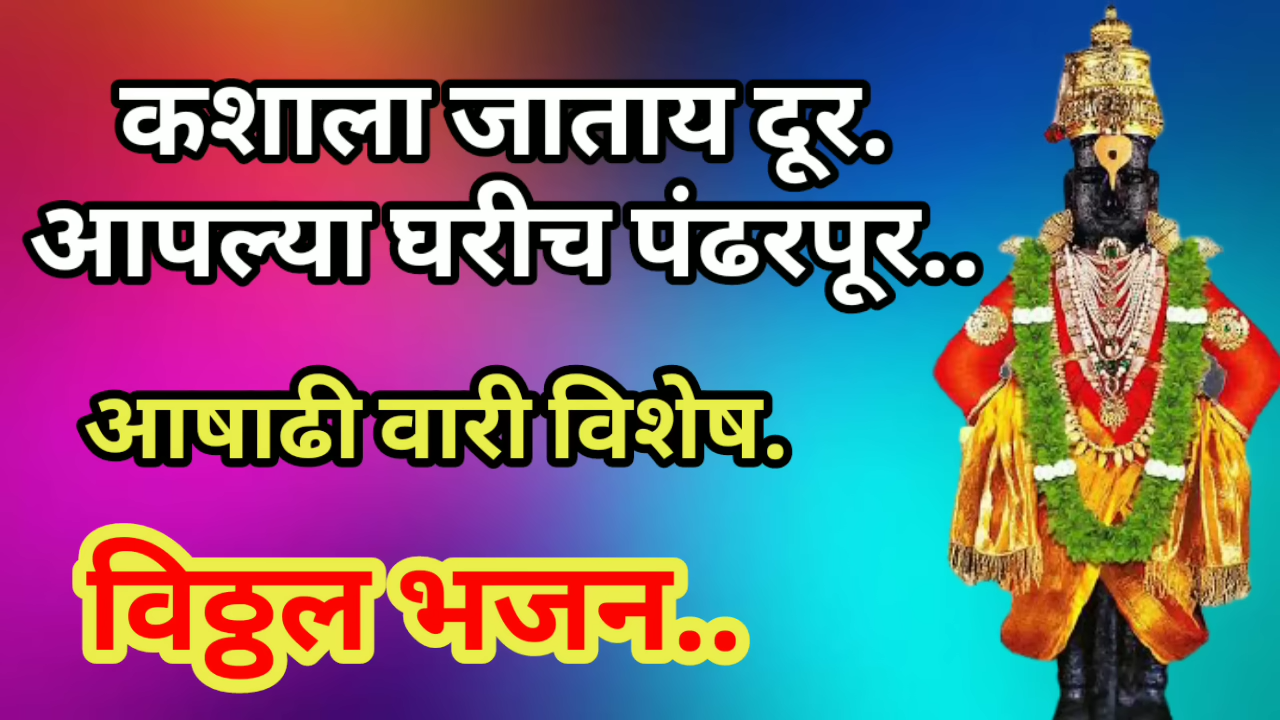 कशाला जाताय दूर.
आपल्या घरीच पंढरपूर..
आषाढी वारी विशेष.
विठ्ठल भजन..